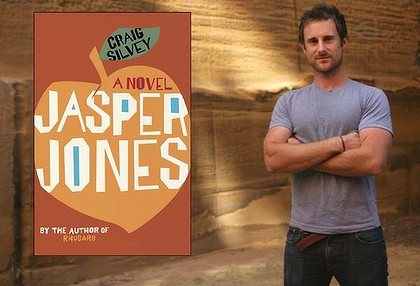 CRAIG
SILVEY
A NOVEL
JASPER
JONES
BY THE AUTHOR OF
RHUBARB